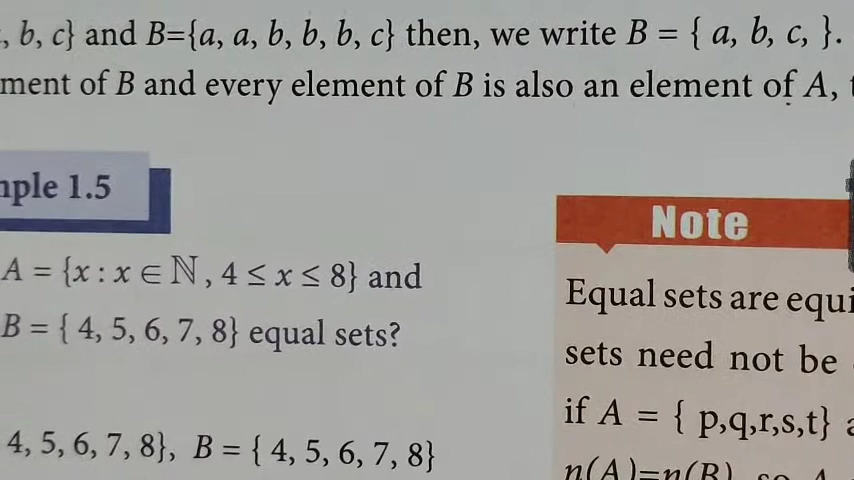 , b, c} and B={a, a, b, b, b, c} then, we write B = { a, b, c, }.
ment of B and every element of B is also an element of A,
mple 1.5
A = {x : x ∈ ℕ, 4 ≤ x ≤ 8} and
B = { 4, 5, 6, 7, 8} equal sets?
4, 5, 6, 7, 8}, B = { 4, 5, 6, 7, 8}
Note
Equal sets are equi
sets need not be
if A = { p,q,r,s,t}
n(A)=n(B), so A